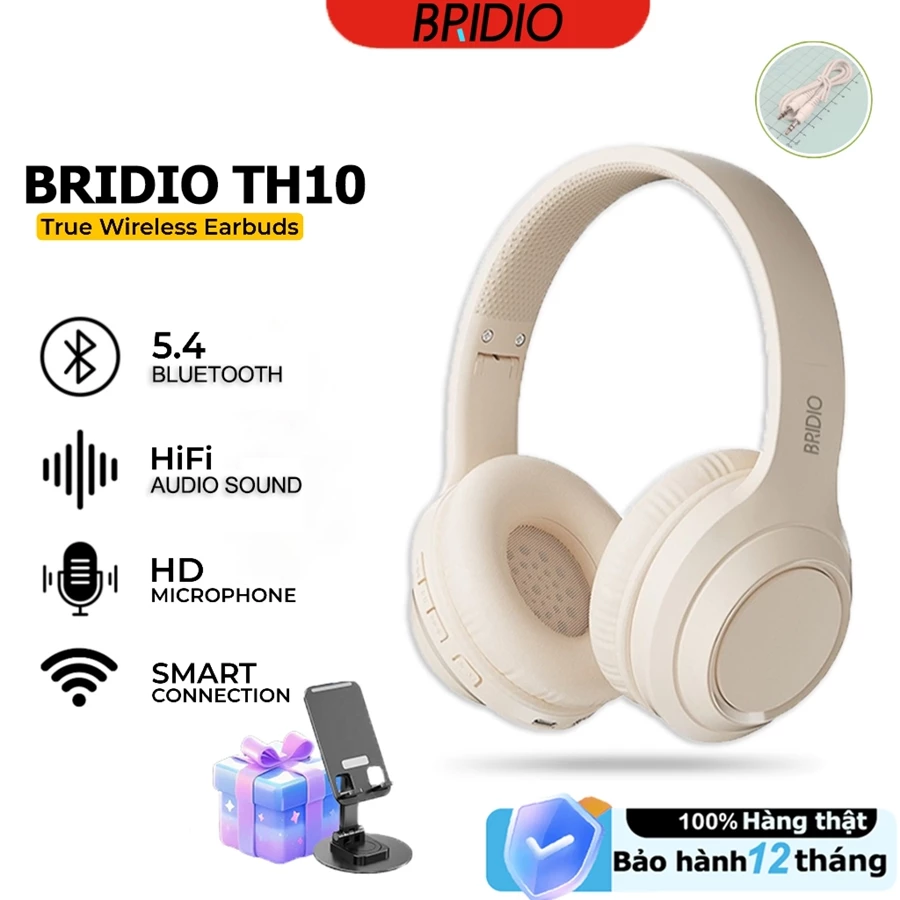 BRIDIO
BRIDIO TH10
True Wireless Earbuds
5.4
BLUETOOTH
HiFi
AUDIO SOUND
HD
MICROPHONE
SMART
CONNECTION
BRIDIO
100% Hàng thật
Bảo hành 12 tháng